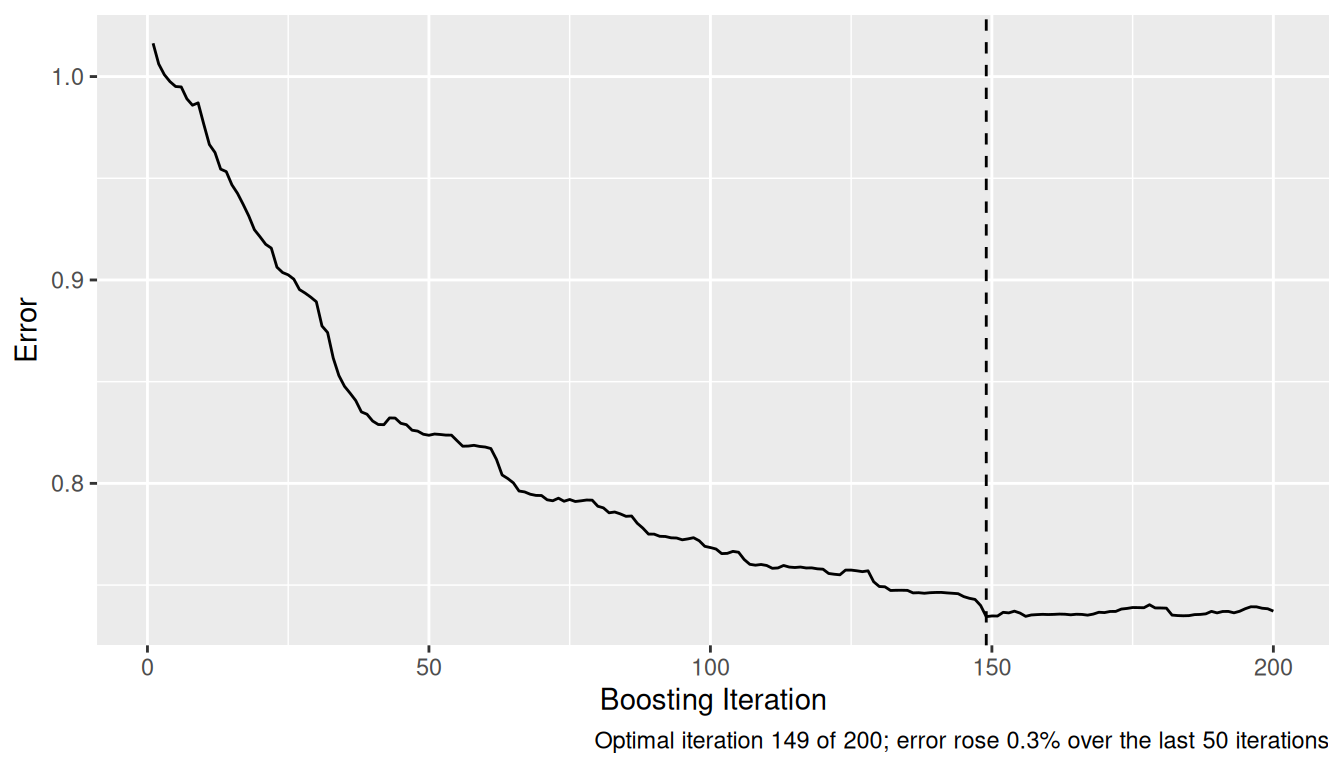 1.0
0.9
0.8
Error
0
50
100
150
200
Boosting Iteration
Optimal iteration 149 of 200; error rose 0.3% over the last 50 iterations